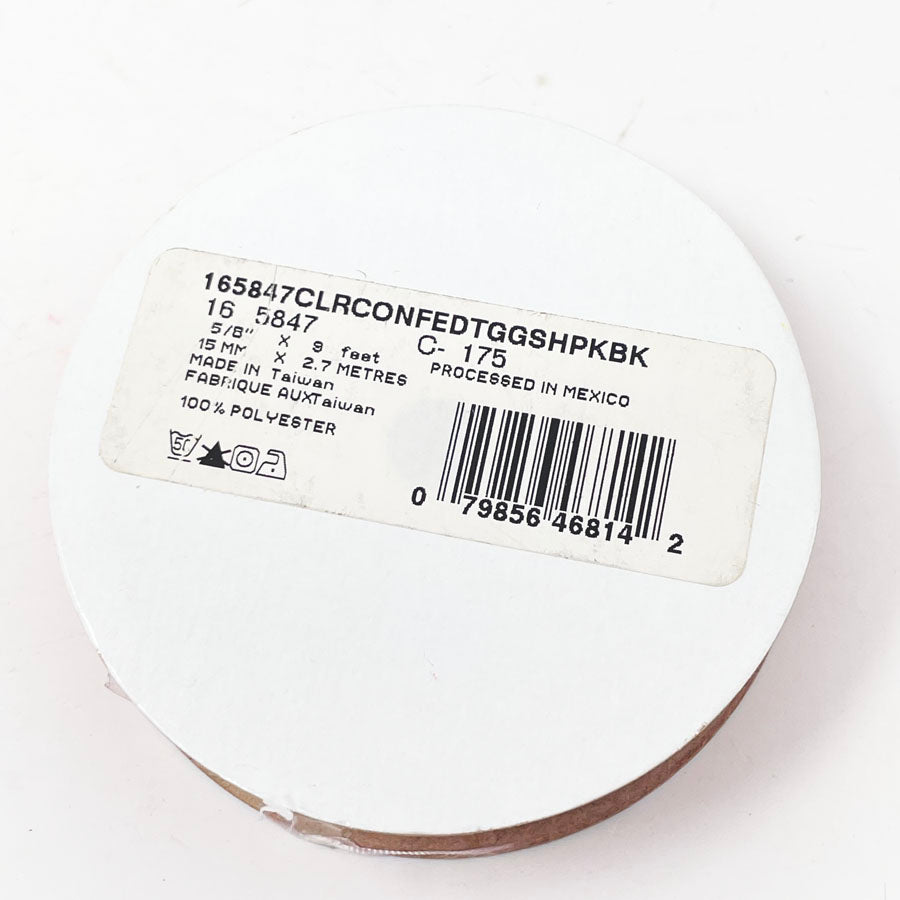 165847CLRCONFEDTGGSHPKBK
16 5847 C- 175
5/8" X 9 feet PROCESSED IN MEXICO
15 MM X 2.7 METRES
MADE IN Taiwan
FABRIQUE AUXTaiwan
100% POLYESTER
50
0 79856 46814 2